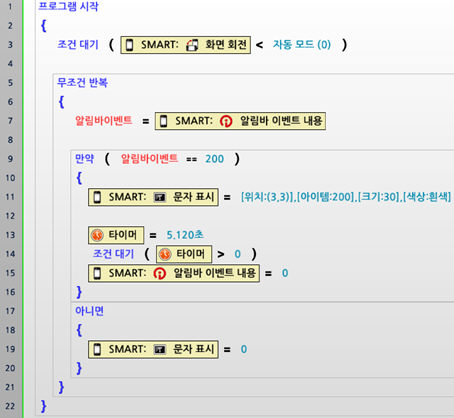 1 프로그램 시작
2 {
3 조건 대기 ( SMART: 화면 회전 < 자동 모드 (0) )
4
5 무조건 반복
6 {
7 알림바이벤트 = SMART: 알림바 이벤트 내용
8
9 만약 ( 알림바이벤트 == 200 )
10 {
11 SMART: 문자 표시 = [위치:(3,3)],[아이템:200],[크기:30],[색상:흰색]
12
13 타이머 = 5.120초
14 조건 대기 ( 타이머 > 0 )
15 SMART: 알림바 이벤트 내용 = 0
16 }
17 아니면
18 {
19 SMART: 문자 표시 = 0
20 }
21 }
22 }